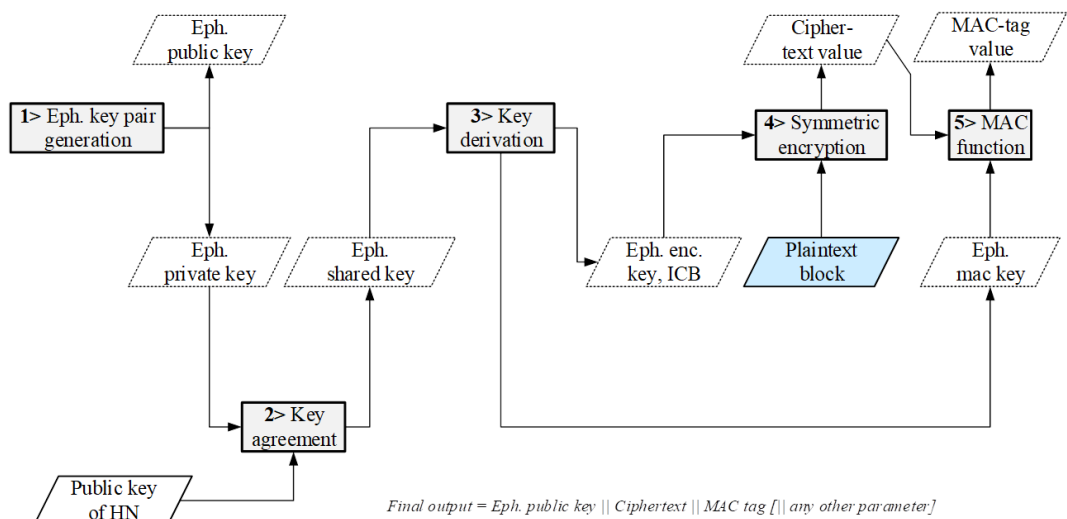 Eph.
public key
Cipher-
text value
MAC-tag
value
1> Eph. key pair
generation
3> Key
derivation
4> Symmetric
encryption
5> MAC
function
Eph.
private key
Eph.
shared key
Eph. enc.
key, ICB
Plaintext
block
Eph.
mac key
2> Key
agreement
Public key
of HN
Final output = Eph. public key || Ciphertext || MAC tag [|| any other parameter]